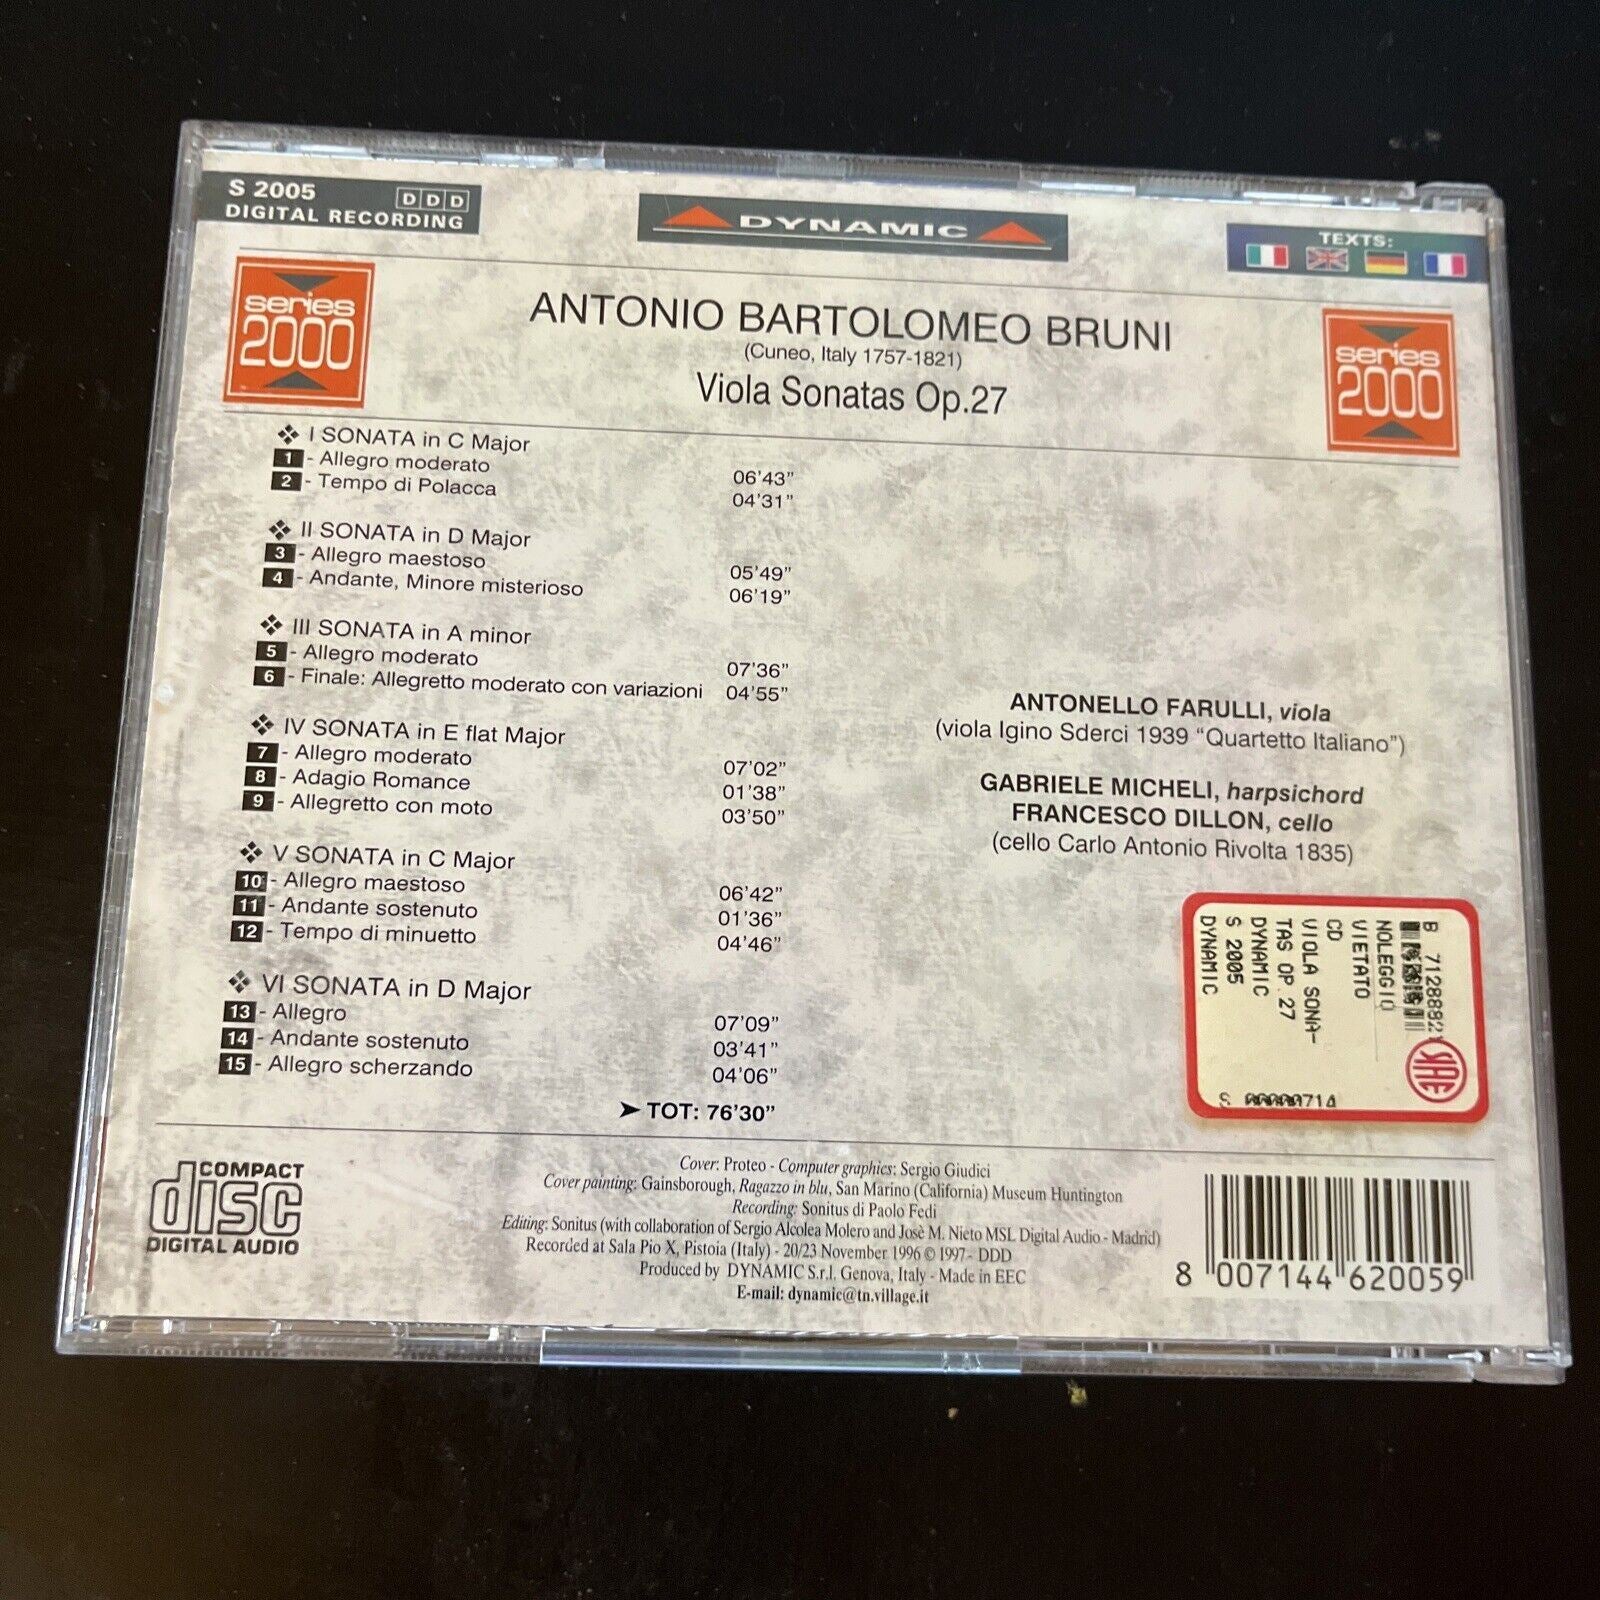 S 2005 DDD
DIGITAL RECORDING
DYNAMIC
TEXTS:
series
2000
series
2000
ANTONIO BARTOLOMEO BRUNI
(Cuneo, Italy 1757-1821)
Viola Sonatas Op.27
❖ I SONATA in C Major
1 - Allegro moderato 06'43"
2 - Tempo di Polacca 04'31"
❖ II SONATA in D Major
3 - Allegro maestoso 05'49"
4 - Andante, Minore misterioso 06'19"
❖ III SONATA in A minor
5 - Allegro moderato 07'36"
6 - Finale: Allegretto moderato con variazioni 04'55"
❖ IV SONATA in E flat Major
7 - Allegro moderato 07'02"
8 - Adagio Romance 01'38"
9 - Allegretto con moto 03'50"
❖ V SONATA in C Major
10 - Allegro maestoso 06'42"
11 - Andante sostenuto 01'36"
12 - Tempo di minuetto 04'46"
❖ VI SONATA in D Major
13 - Allegro 07'09"
14 - Andante sostenuto 03'41"
15 - Allegro scherzando 04'06"
➤ TOT: 76'30"
ANTONELLO FARULLI, viola
(viola Igino Sderci 1939 "Quartetto Italiano")
GABRIELE MICHELI, harpsichord
FRANCESCO DILLON, cello
(cello Carlo Antonio Rivolta 1835)
B 7128882
NOLEGGIO
VIETATO
CD
VIOLA SONA-
TAS OP.27
DYNAMIC
S 2005
DYNAMIC
SIAE
COMPACT
disc
DIGITAL AUDIO
Cover: Proteo - Computer graphics: Sergio Giudici
Cover painting: Gainsborough, Ragazzo in blu, San Marino (California) Museum Huntington
Recording: Sonitus di Paolo Fedi
Editing: Sonitus (with collaboration of Sergio Alcolea Molero and Josè M. Nieto MSL Digital Audio - Madrid)
Recorded at Sala Pio X, Pistoia (Italy) - 20/23 November 1996 © 1997- DDD
Produced by DYNAMIC S.r.l. Genova, Italy - Made in EEC
E-mail: dynamic@tn.village.it
8 007144 620059